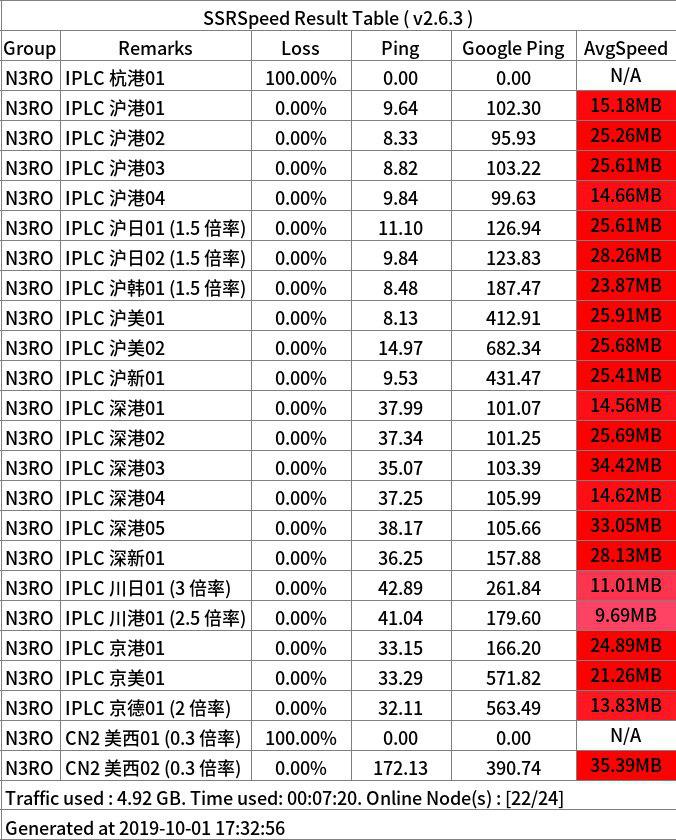 SSRSpeed Result Table ( v2.6.3 )
Group Remarks Loss Ping Google Ping AvgSpeed
N3RO IPLC 杭港01 100.00% 0.00 0.00 N/A
N3RO IPLC 沪港01 0.00% 9.64 102.30 15.18MB
N3RO IPLC 沪港02 0.00% 8.33 95.93 25.26MB
N3RO IPLC 沪港03 0.00% 8.82 103.22 25.61MB
N3RO IPLC 沪港04 0.00% 9.84 99.63 14.66MB
N3RO IPLC 沪日01 (1.5 倍率) 0.00% 11.10 126.94 25.61MB
N3RO IPLC 沪日02 (1.5 倍率) 0.00% 9.84 123.83 28.26MB
N3RO IPLC 沪韩01 (1.5 倍率) 0.00% 8.48 187.47 23.87MB
N3RO IPLC 沪美01 0.00% 8.13 412.91 25.91MB
N3RO IPLC 沪美02 0.00% 14.97 682.34 25.68MB
N3RO IPLC 沪新01 0.00% 9.53 431.47 25.41MB
N3RO IPLC 深港01 0.00% 37.99 101.07 14.56MB
N3RO IPLC 深港02 0.00% 37.34 101.25 25.69MB
N3RO IPLC 深港03 0.00% 35.07 103.39 34.42MB
N3RO IPLC 深港04 0.00% 37.25 105.99 14.62MB
N3RO IPLC 深港05 0.00% 38.17 105.66 33.05MB
N3RO IPLC 深新01 0.00% 36.25 157.88 28.13MB
N3RO IPLC 川日01 (3 倍率) 0.00% 42.89 261.84 11.01MB
N3RO IPLC 川港01 (2.5 倍率) 0.00% 41.04 179.60 9.69MB
N3RO IPLC 京港01 0.00% 33.15 166.20 24.89MB
N3RO IPLC 京美01 0.00% 33.29 571.82 21.26MB
N3RO IPLC 京德01 (2 倍率) 0.00% 32.11 563.49 13.83MB
N3RO CN2 美西01 (0.3 倍率) 100.00% 0.00 0.00 N/A
N3RO CN2 美西02 (0.3 倍率) 0.00% 172.13 390.74 35.39MB
Traffic used : 4.92 GB. Time used: 00:07:20. Online Node(s) : [22/24]
Generated at 2019-10-01 17:32:56